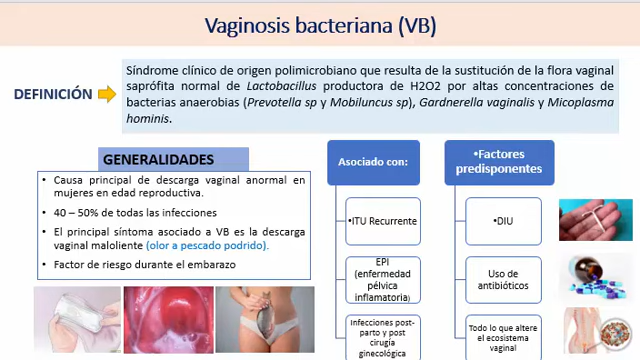 Vaginosis bacteriana (VB)
DEFINICIÓN
Síndrome clínico de origen polimicrobiano que resulta de la sustitución de la flora vaginal
saprófita normal de Lactobacillus productora de H2O2 por altas concentraciones de
bacterias anaerobias (Prevotella sp y Mobiluncus sp), Gardnerella vaginalis y Micoplasma
hominis.
GENERALIDADES
• Causa principal de descarga vaginal anormal en
mujeres en edad reproductiva.
• 40 – 50% de todas las infecciones
• El principal síntoma asociado a VB es la descarga
vaginal maloliente (olor a pescado podrido).
• Factor de riesgo durante el embarazo
Asociado con:
•ITU Recurrente
EPI
(enfermedad
pélvica
inflamatoria)
Infecciones post-
parto y post
cirugía
ginecológica
•Factores
predisponentes
•DIU
Uso de
antibióticos
Todo lo que altere
el ecosistema
vaginal